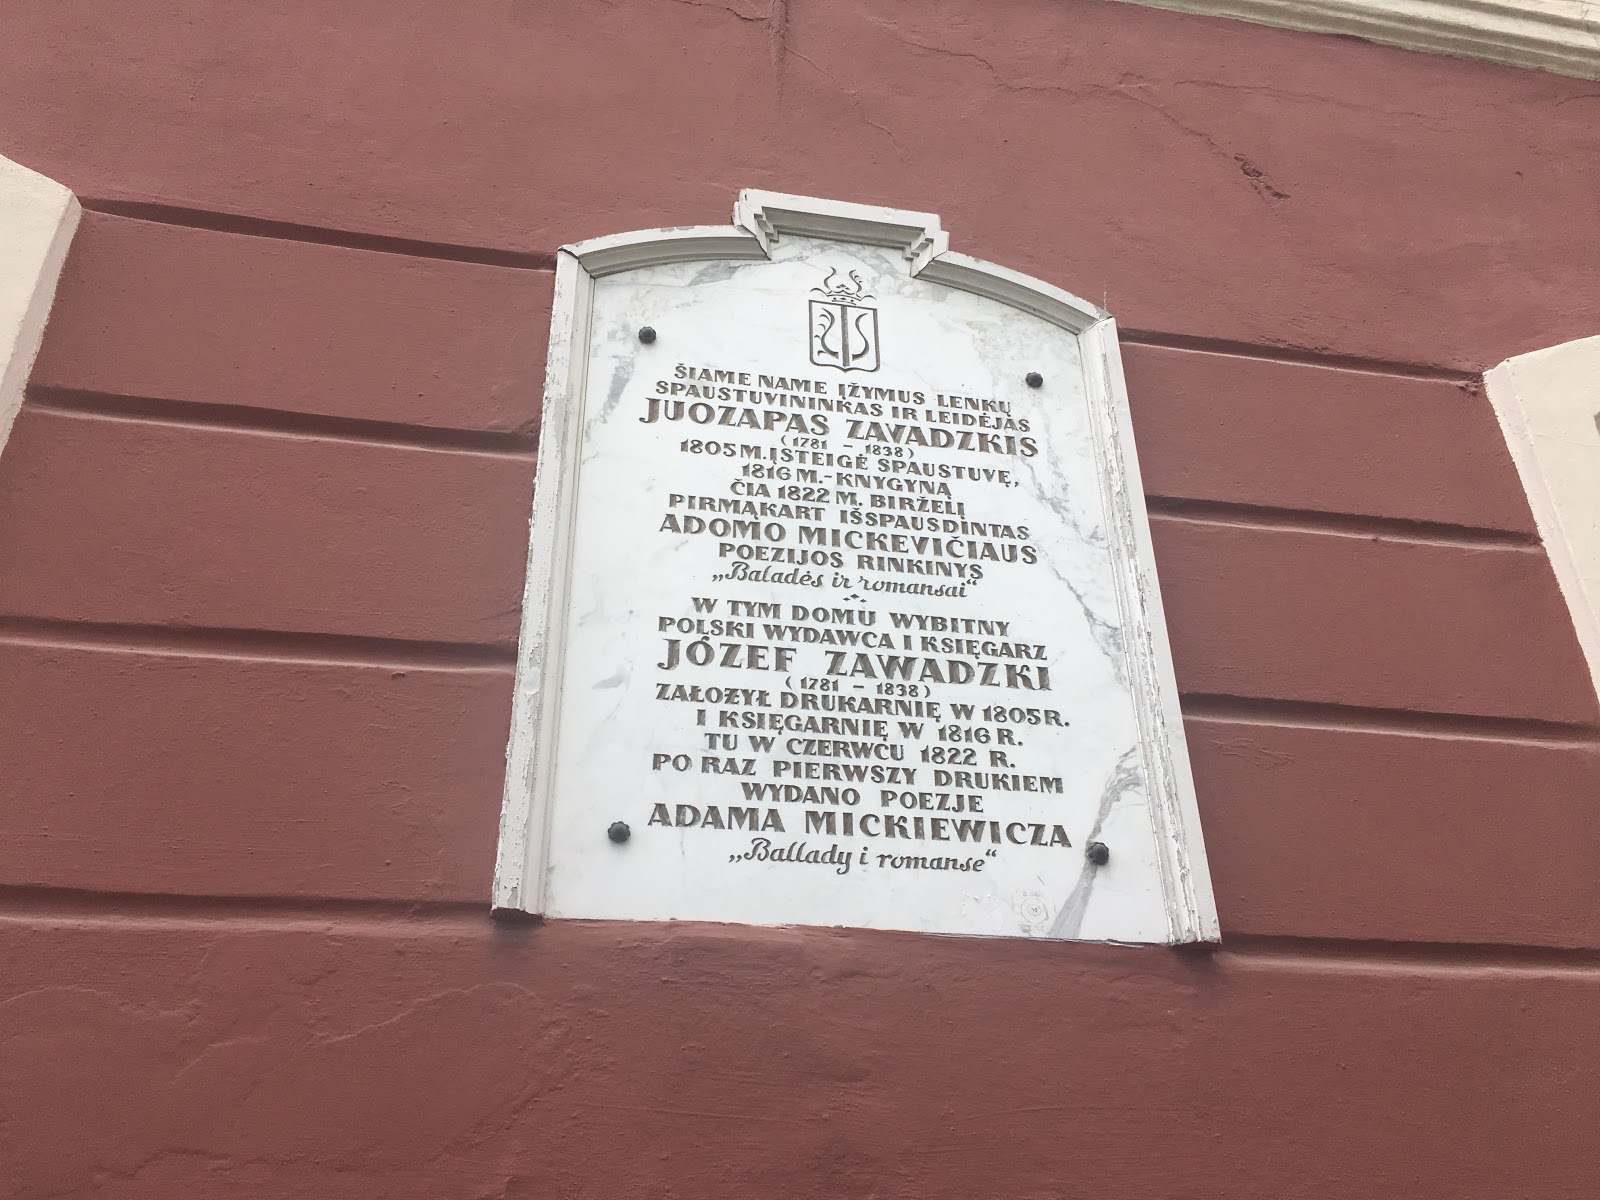 ŠIAME NAME ĮŽYMUS LENKŲ
SPAUSTUVININKAS IR LEIDĖJAS
JUOZAPAS ZAVADZKIS
(1781 – 1838)
1805 M. ĮSTEIGĖ SPAUSTUVĘ,
1816 M.-KNYGYNĄ
ČIA 1822 M. BIRŽELĮ
PIRMĄKART IŠSPAUSDINTAS
ADOMO MICKEVIČIAUS
POEZIJOS RINKINYS
„Baladės ir romansai“
W TYM DOMU WYBITNY
POLSKI WYDAWCA I KSIĘGARZ
JÓZEF ZAWADZKI
(1781 – 1838)
ZAŁOŻYŁ DRUKARNIĘ W 1805 R.
I KSIĘGARNIĘ W 1816 R.
TU W CZERWCU 1822 R.
PO RAZ PIERWSZY DRUKIEM
WYDANO POEZJE
ADAMA MICKIEWICZA
„Ballady i romanse“